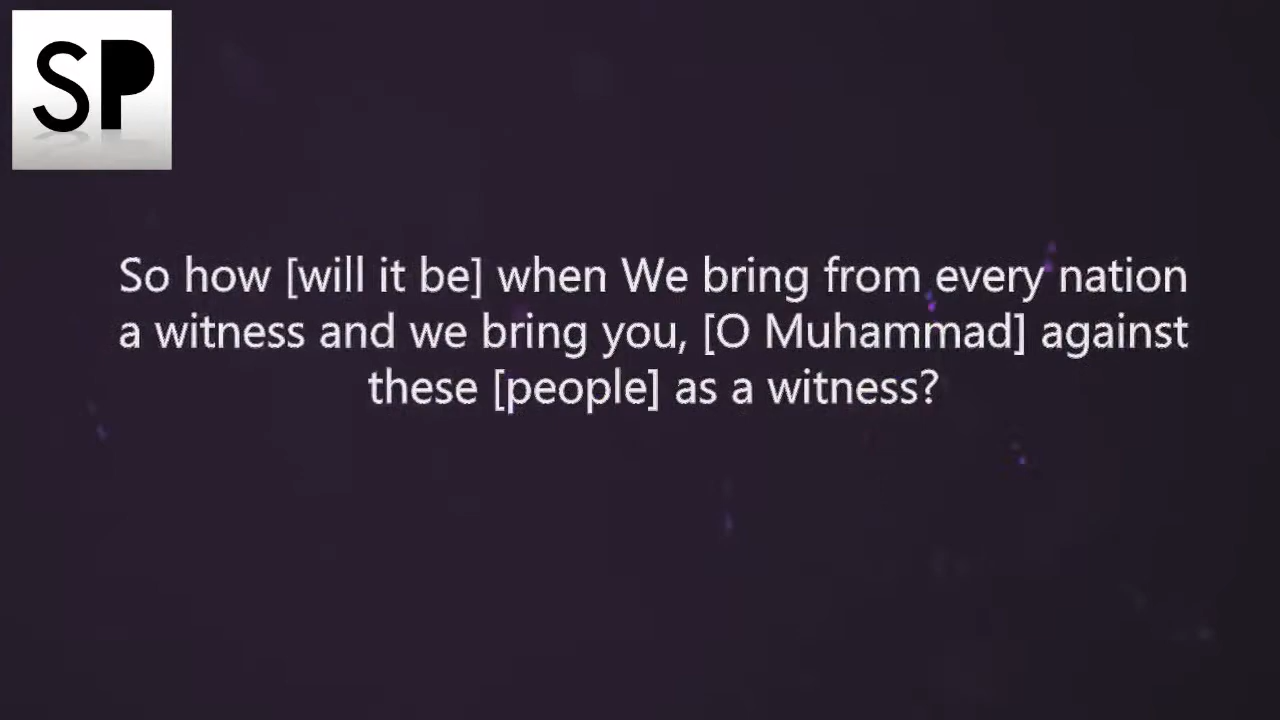 SP
So how [will it be] when We bring from every nation
a witness and we bring you, [O Muhammad] against
these [people] as a witness?